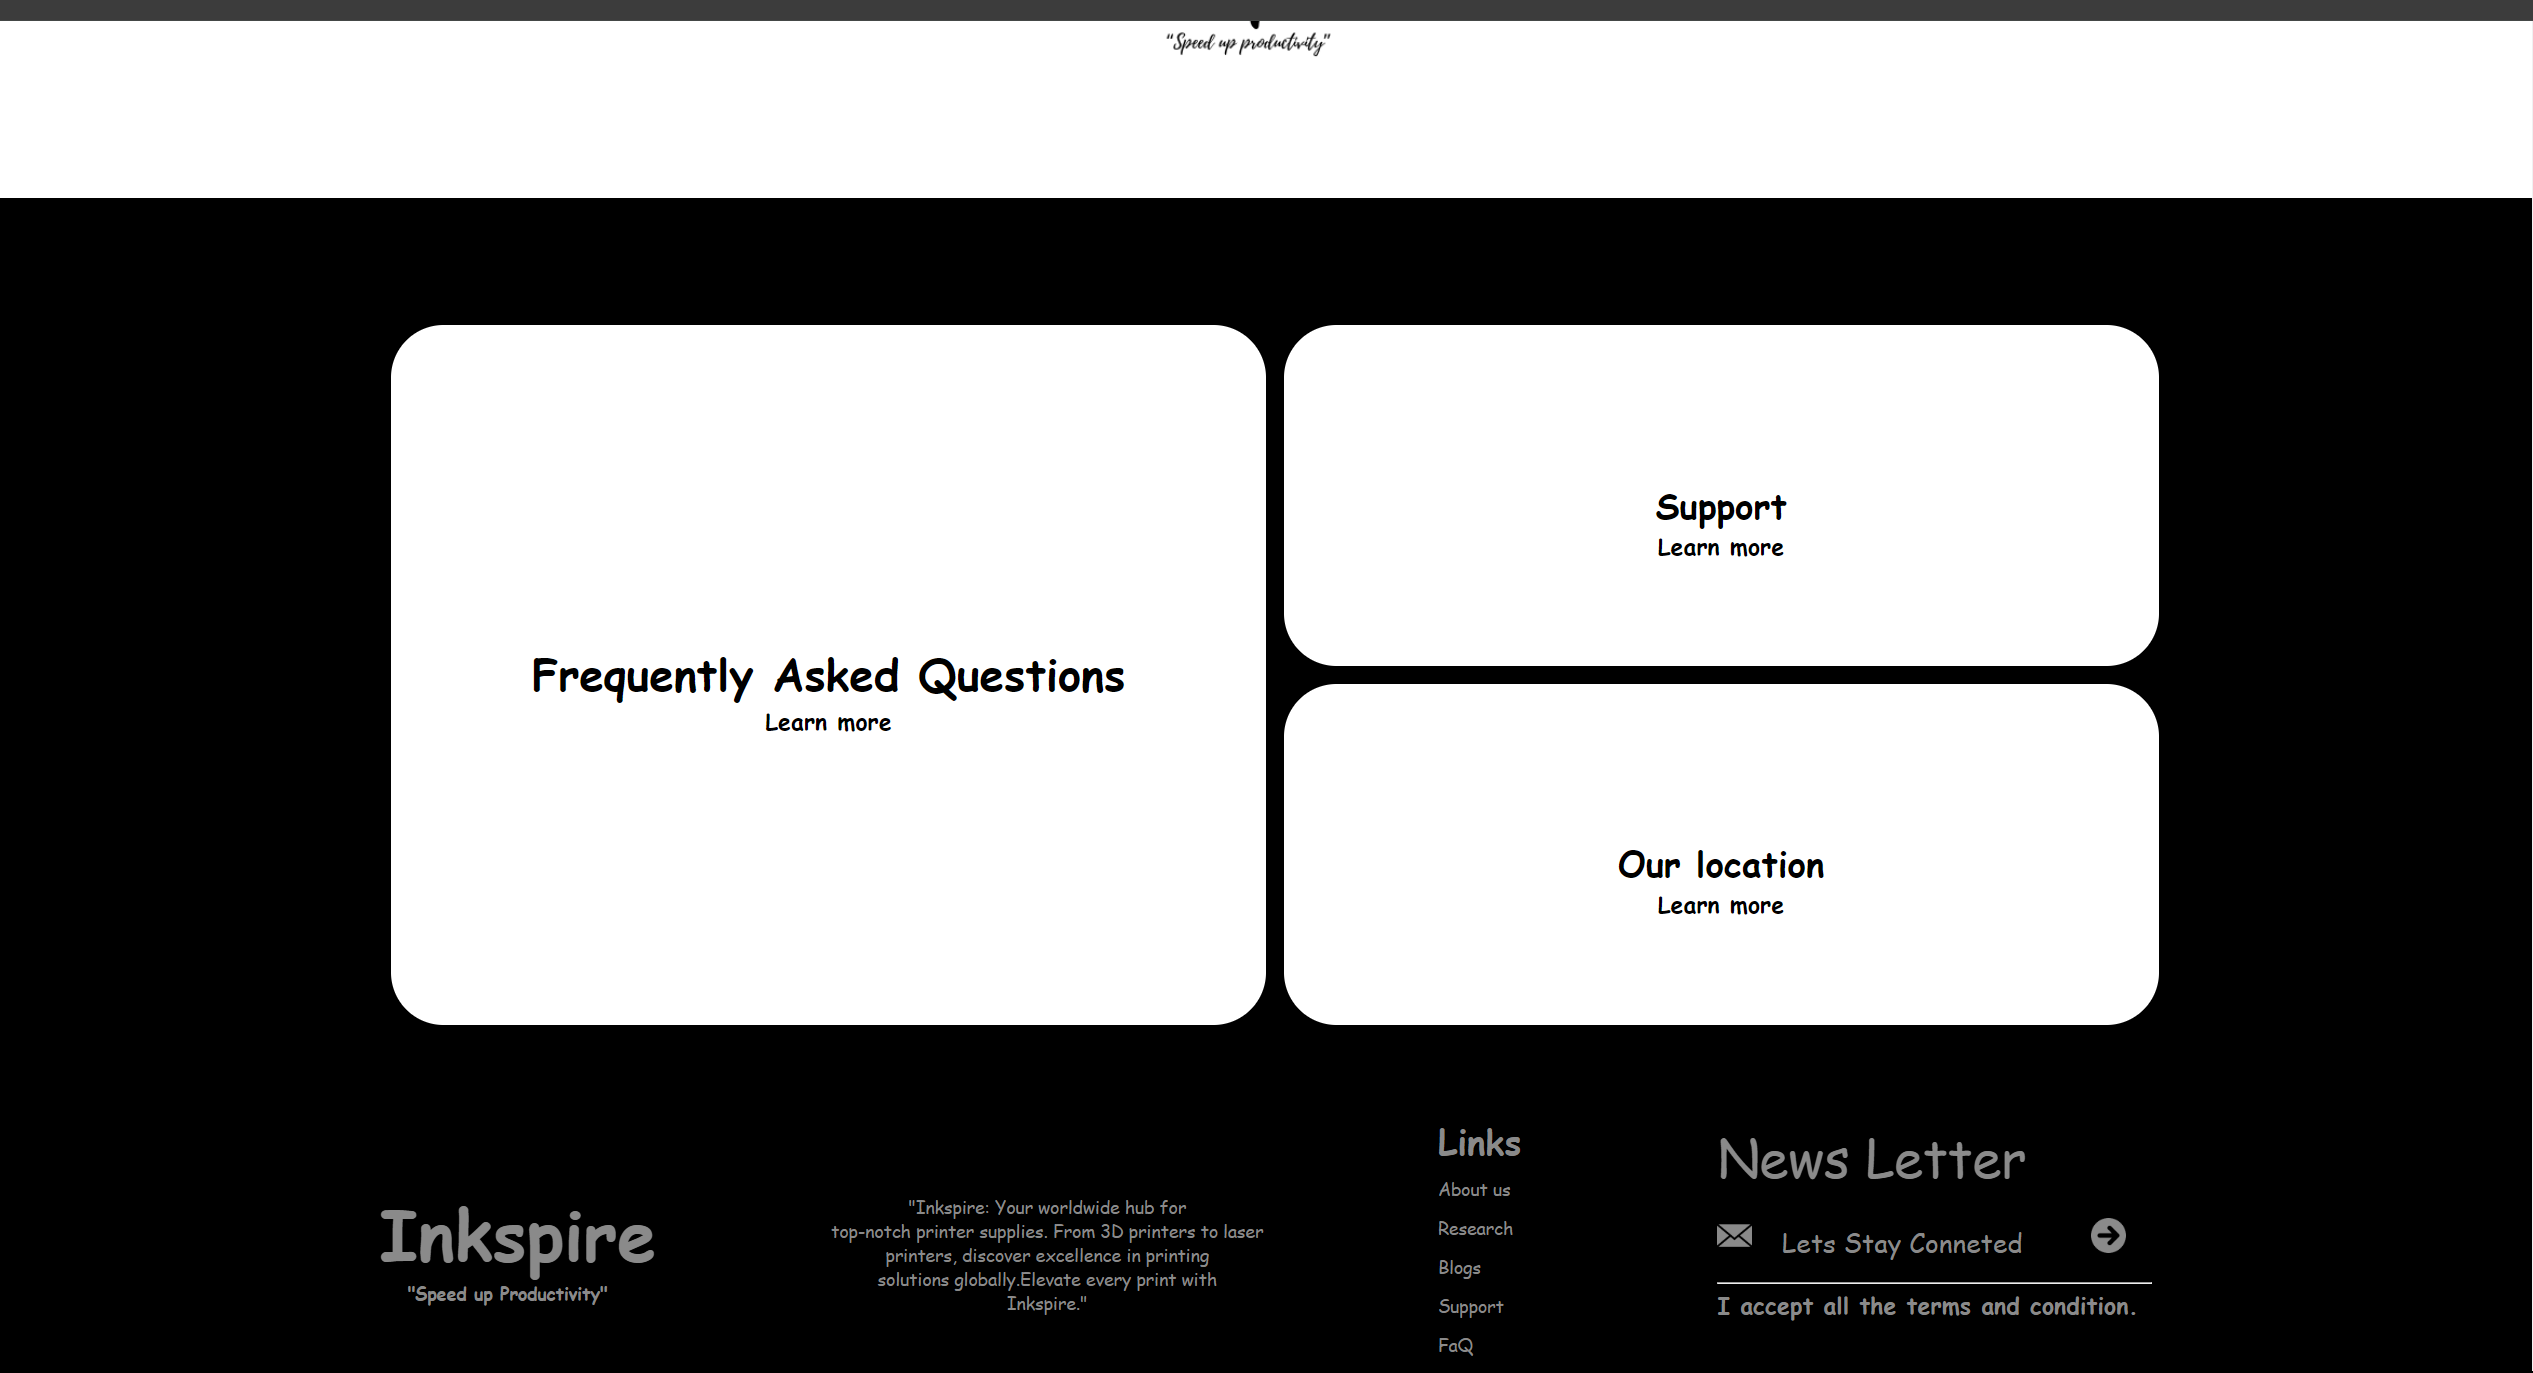 “Speed up productivity”
Frequently Asked Questions
Learn more
Support
Learn more
Our location
Learn more
Inkspire
"Speed up Productivity"
"Inkspire: Your worldwide hub for
top-notch printer supplies. From 3D printers to laser
printers, discover excellence in printing
solutions globally.Elevate every print with
Inkspire."
Links
About us
Research
Blogs
Support
FaQ
News Letter
Lets Stay Conneted
I accept all the terms and condition.